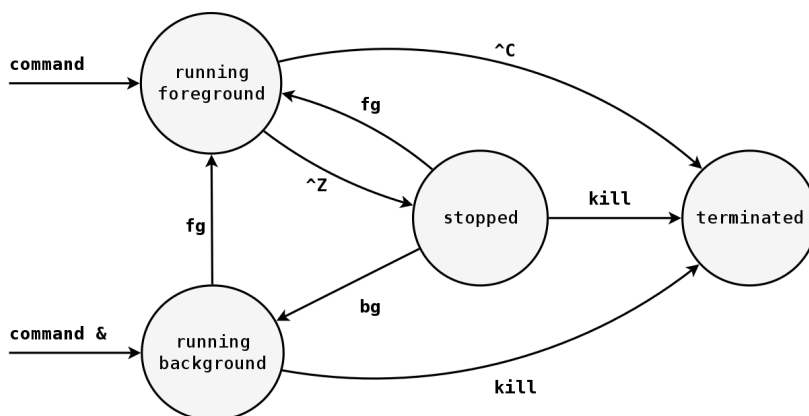 command
running
foreground
^C
fg
^Z
stopped
kill
terminated
fg
bg
command &
running
background
kill